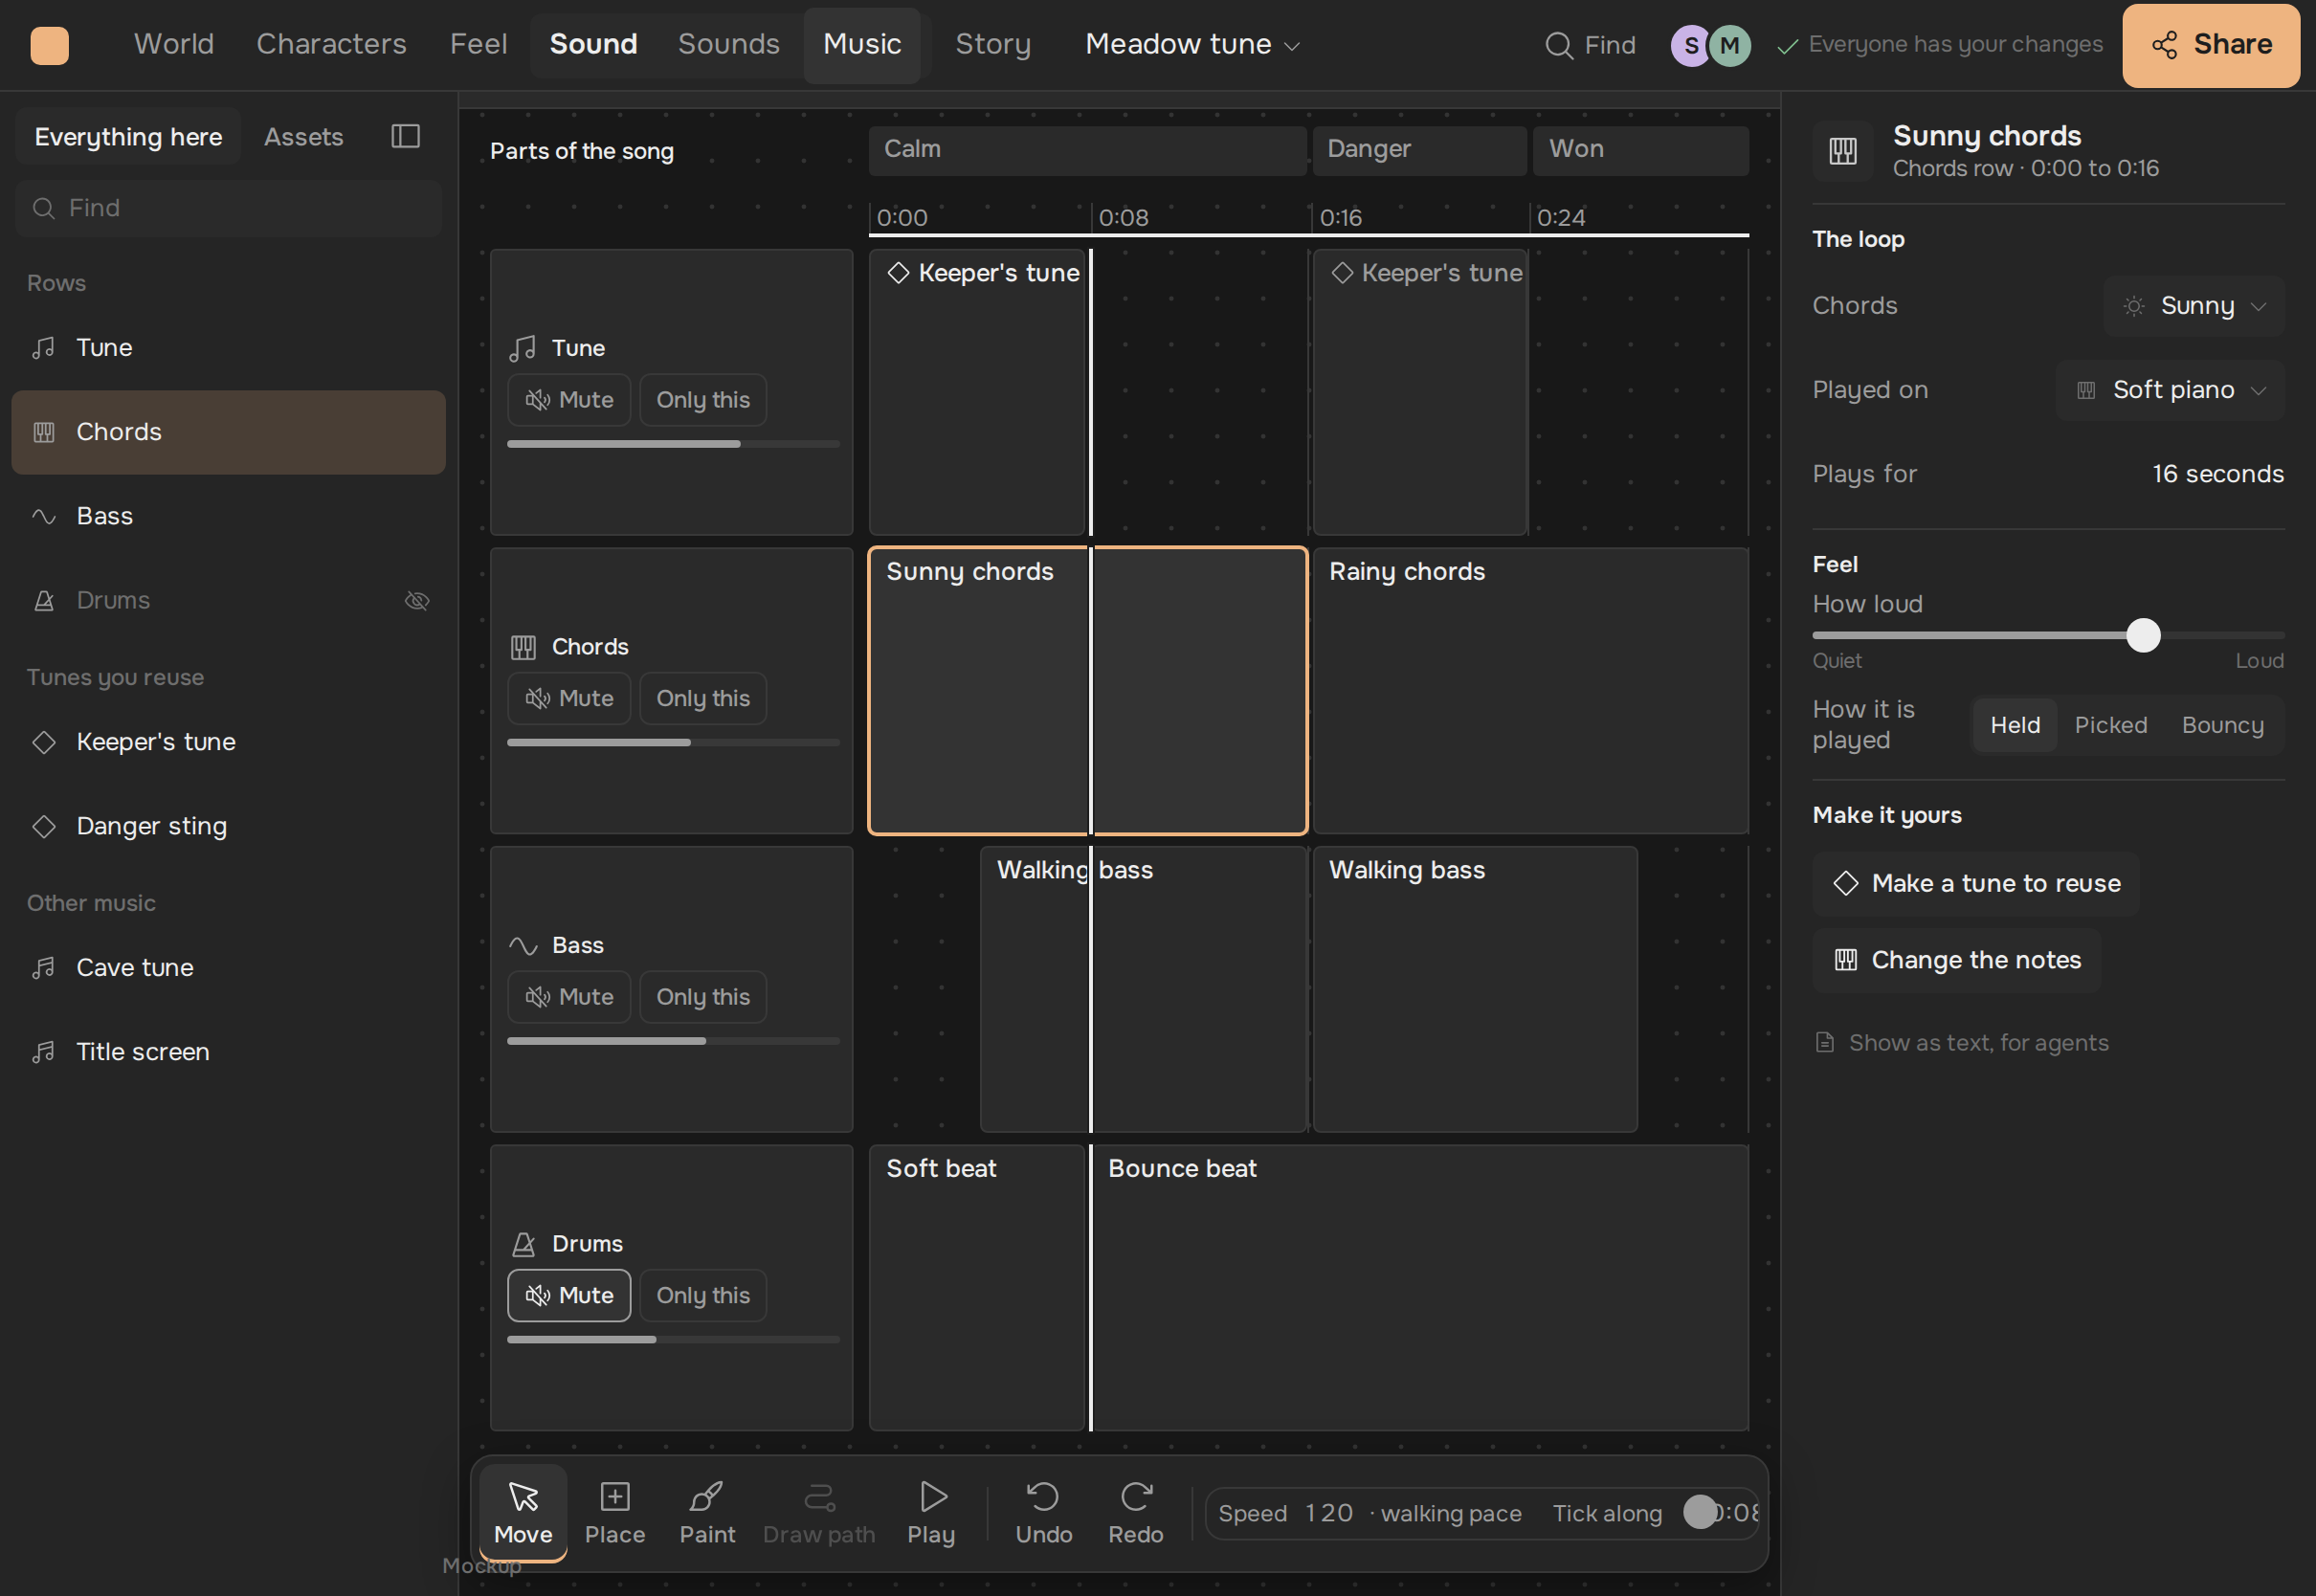 World Characters Feel Sound Sounds Music Story Meadow tune Find S M Everyone has your changes Share
Everything here Assets
Find
Rows
Tune
Chords
Bass
Drums
Tunes you reuse
Keeper's tune
Danger sting
Other music
Cave tune
Title screen
Parts of the song Calm Danger Won
0:00 0:08 0:16 0:24
Keeper's tune Keeper's tune
Tune
Mute Only this
Sunny chords Rainy chords
Chords
Mute Only this
Walking bass Walking bass
Bass
Mute Only this
Soft beat Bounce beat
Drums
Mute Only this
Move Place Paint Draw path Play Undo Redo Speed 120 · walking pace Tick along
Mockup
Sunny chords
Chords row · 0:00 to 0:16
The loop
Chords Sunny
Played on Soft piano
Plays for 16 seconds
Feel
How loud
Quiet Loud
How it is
played Held Picked Bouncy
Make it yours
Make a tune to reuse
Change the notes
Show as text, for agents